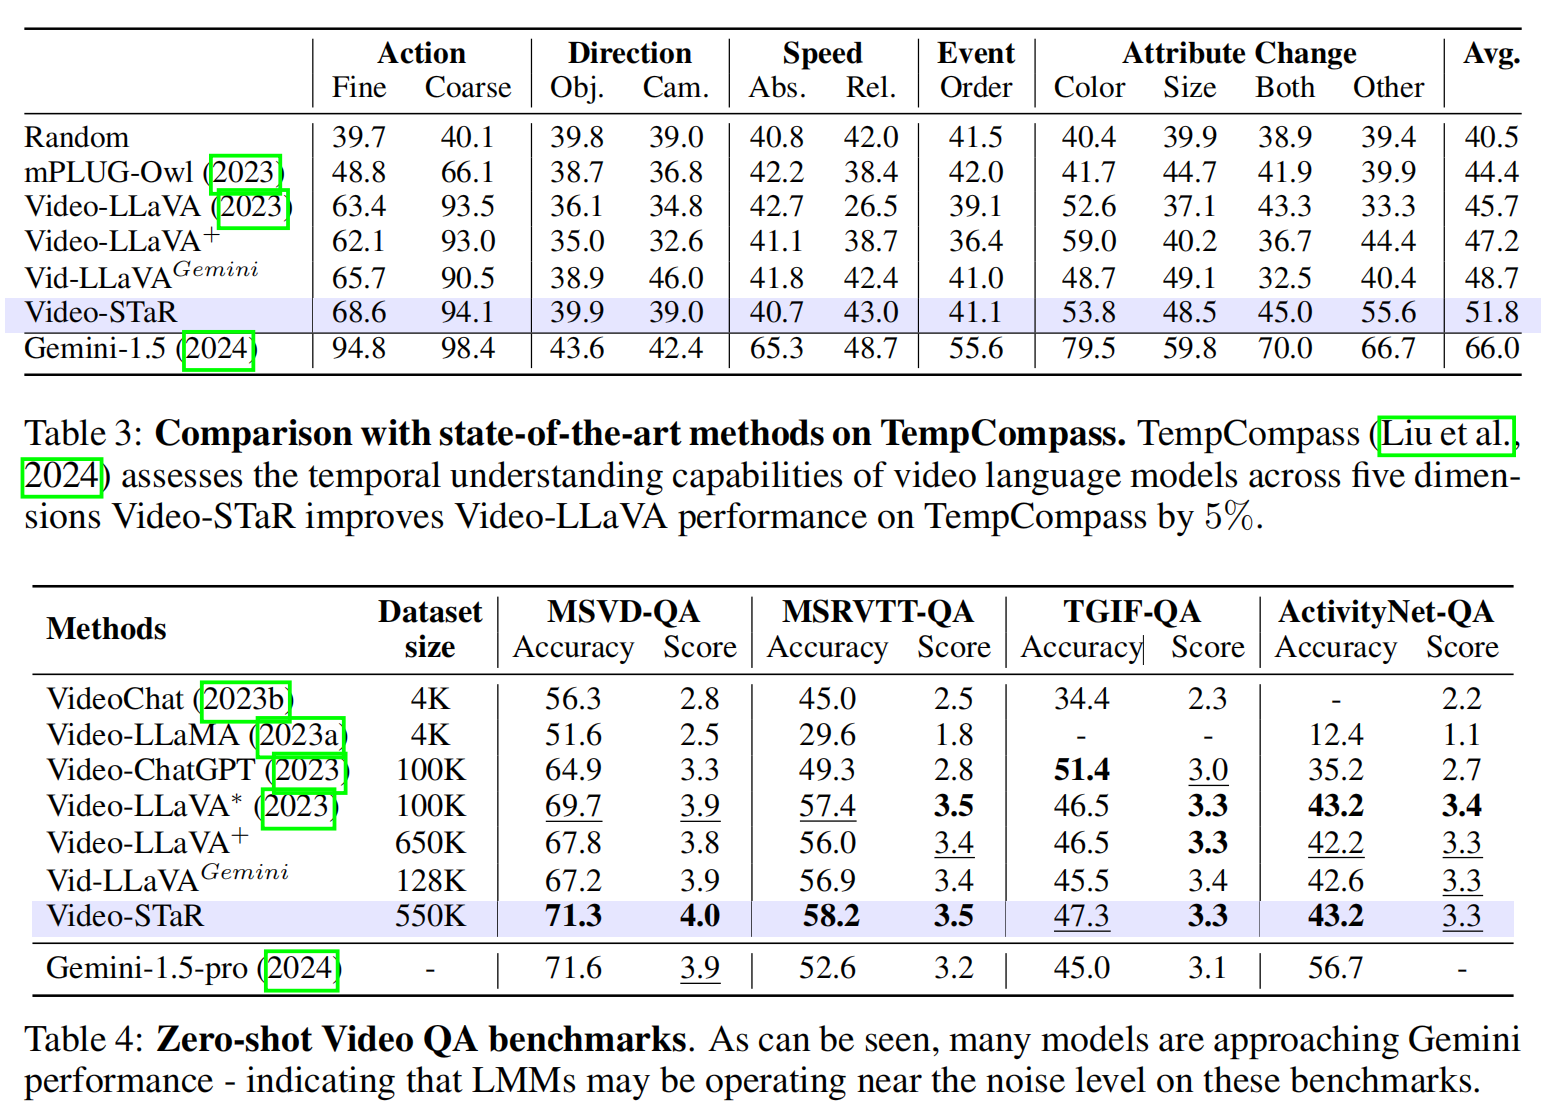 Action Direction Speed Event Attribute Change Avg.
Fine Coarse Obj. Cam. Abs. Rel. Order Color Size Both Other
Random 39.7 40.1 39.8 39.0 40.8 42.0 41.5 40.4 39.9 38.9 39.4 40.5
mPLUG-Owl (2023) 48.8 66.1 38.7 36.8 42.2 38.4 42.0 41.7 44.7 41.9 39.9 44.4
Video-LLaVA (2023) 63.4 93.5 36.1 34.8 42.7 26.5 39.1 52.6 37.1 43.3 33.3 45.7
Video-LLaVA+ 62.1 93.0 35.0 32.6 41.1 38.7 36.4 59.0 40.2 36.7 44.4 47.2
Vid-LLaVAGemini 65.7 90.5 38.9 46.0 41.8 42.4 41.0 48.7 49.1 32.5 40.4 48.7
Video-STaR 68.6 94.1 39.9 39.0 40.7 43.0 41.1 53.8 48.5 45.0 55.6 51.8
Gemini-1.5 (2024) 94.8 98.4 43.6 42.4 65.3 48.7 55.6 79.5 59.8 70.0 66.7 66.0
Table 3: Comparison with state-of-the-art methods on TempCompass. TempCompass (Liu et al.,
2024) assesses the temporal understanding capabilities of video language models across five dimen-
sions Video-STaR improves Video-LLaVA performance on TempCompass by 5%.
Methods Dataset size MSVD-QA MSRVTT-QA TGIF-QA ActivityNet-QA
Accuracy Score Accuracy Score Accuracy Score Accuracy Score
VideoChat (2023b) 4K 56.3 2.8 45.0 2.5 34.4 2.3 - 2.2
Video-LLaMA (2023a) 4K 51.6 2.5 29.6 1.8 - - 12.4 1.1
Video-ChatGPT (2023) 100K 64.9 3.3 49.3 2.8 51.4 3.0 35.2 2.7
Video-LLaVA* (2023) 100K 69.7 3.9 57.4 3.5 46.5 3.3 43.2 3.4
Video-LLaVA+ 650K 67.8 3.8 56.0 3.4 46.5 3.3 42.2 3.3
Vid-LLaVAGemini 128K 67.2 3.9 56.9 3.4 45.5 3.4 42.6 3.3
Video-STaR 550K 71.3 4.0 58.2 3.5 47.3 3.3 43.2 3.3
Gemini-1.5-pro (2024) - 71.6 3.9 52.6 3.2 45.0 3.1 56.7 -
Table 4: Zero-shot Video QA benchmarks. As can be seen, many models are approaching Gemini
performance - indicating that LMMs may be operating near the noise level on these benchmarks.